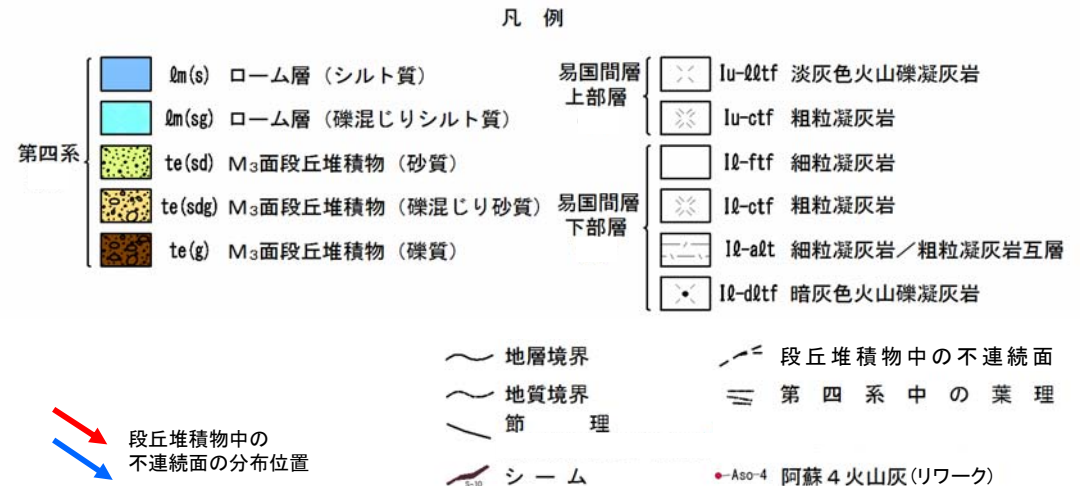 凡 例
第四系
ℓm(s) ローム層（シルト質）
ℓm(sg) ローム層（礫混じりシルト質）
te(sd) M₃面段丘堆積物（砂質）
te(sdg) M₃面段丘堆積物（礫混じり砂質）
te(g) M₃面段丘堆積物（礫質）
易国間層
上部層
Iu-ℓℓtf 淡灰色火山礫凝灰岩
Iu-ctf 粗粒凝灰岩
易国間層
下部層
Iℓ-ftf 細粒凝灰岩
Iℓ-ctf 粗粒凝灰岩
Iℓ-aℓt 細粒凝灰岩／粗粒凝灰岩互層
Iℓ-dℓtf 暗灰色火山礫凝灰岩
段丘堆積物中の
不連続面の分布位置
地層境界
地質境界
節 理
S-10 シ ー ム
段丘堆積物中の不連続面
第 四 系 中 の 葉 理
Aso-4 阿蘇４火山灰(リワーク)